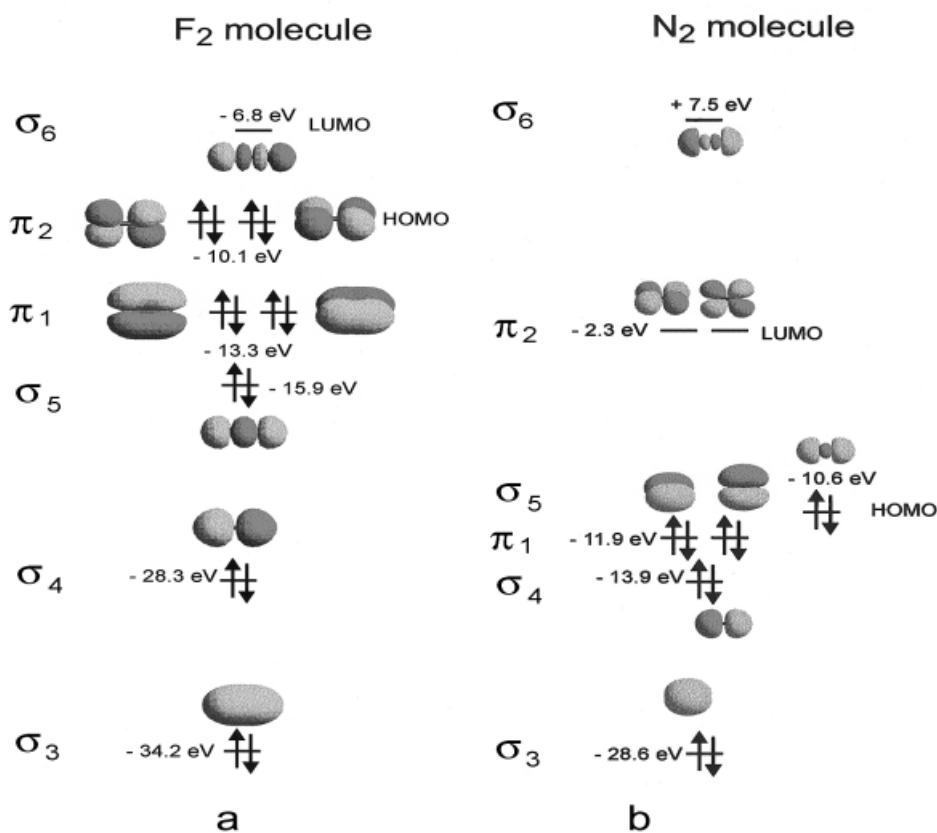 F2 molecule
σ6
- 6.8 eV
LUMO
π2
HOMO
- 10.1 eV
π1
- 13.3 eV
σ5
- 15.9 eV
σ4
- 28.3 eV
σ3
- 34.2 eV
a
N2 molecule
σ6
+ 7.5 eV
π2
- 2.3 eV
LUMO
σ5
- 10.6 eV
HOMO
π1
- 11.9 eV
σ4
- 13.9 eV
σ3
- 28.6 eV
b